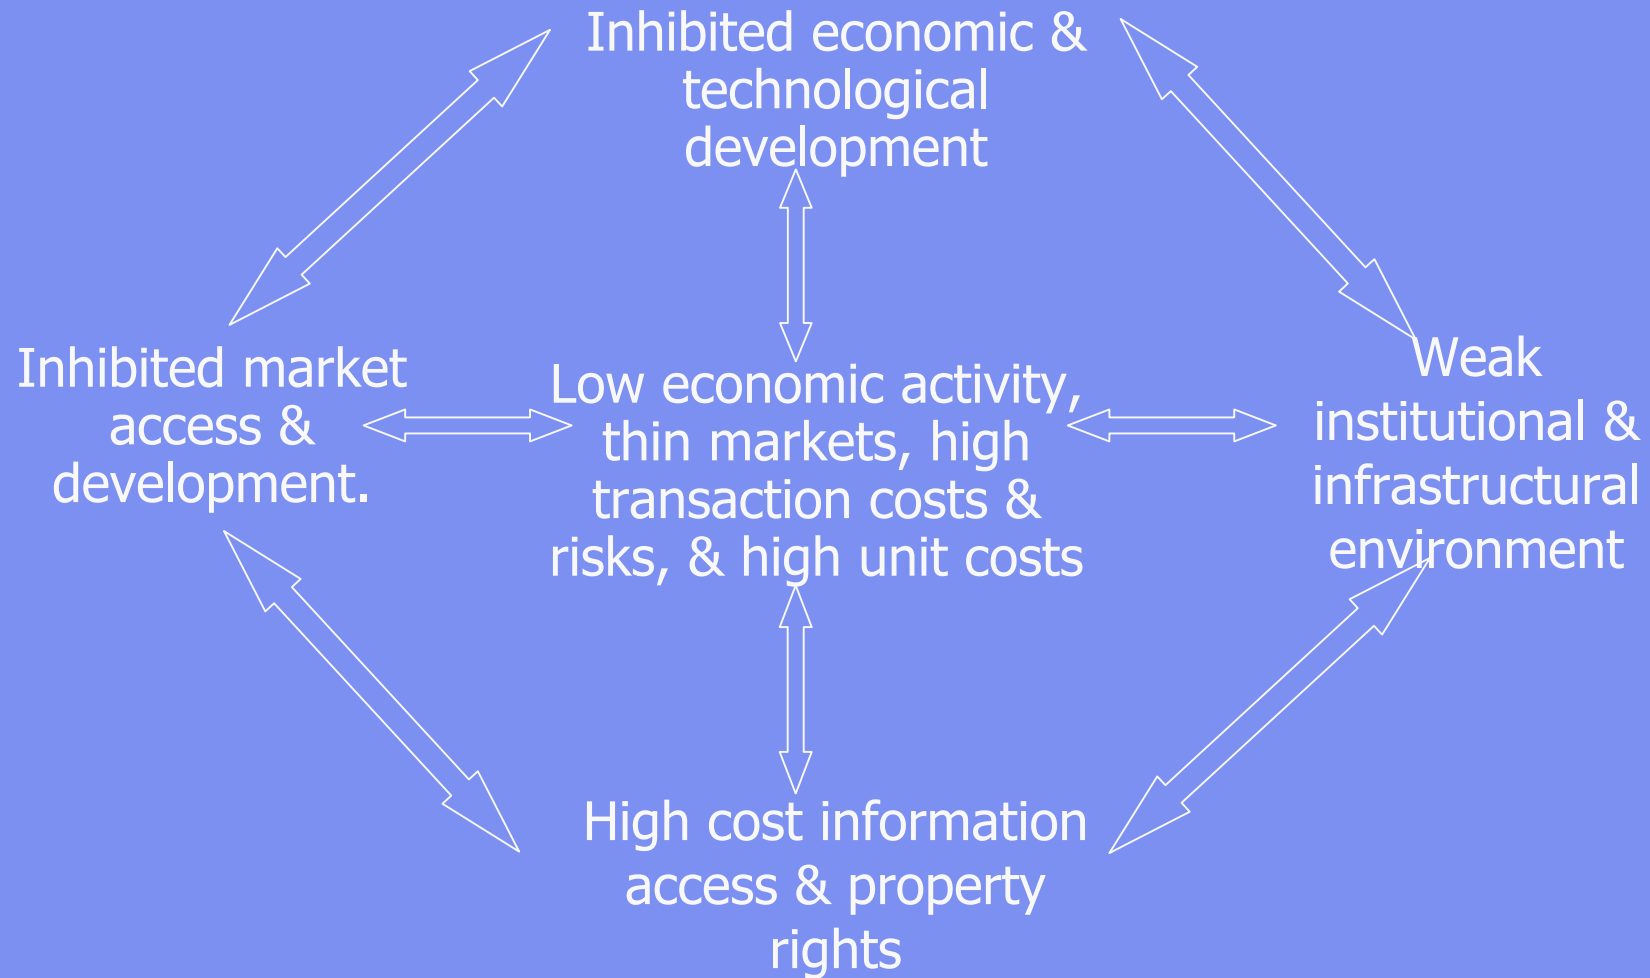 Inhibited economic &
technological
development
Inhibited market
access &
development.
Low economic activity,
thin markets, high
transaction costs &
risks, & high unit costs
Weak
institutional &
infrastructural
environment
High cost information
access & property
rights